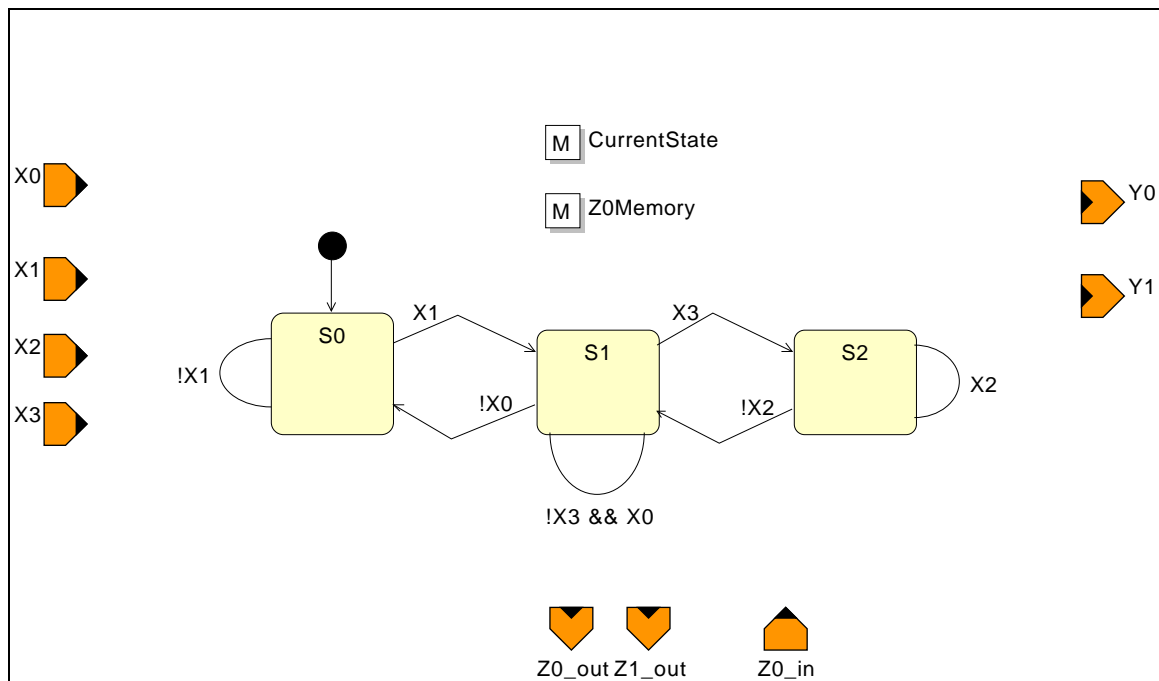 M CurrentState
X0
Y0
M Z0Memory
X1
Y1
X1
X3
S0
S1
S2
X2
!X1
X2
!X0
!X2
X3
!X3 && X0
Z0_out Z1_out Z0_in